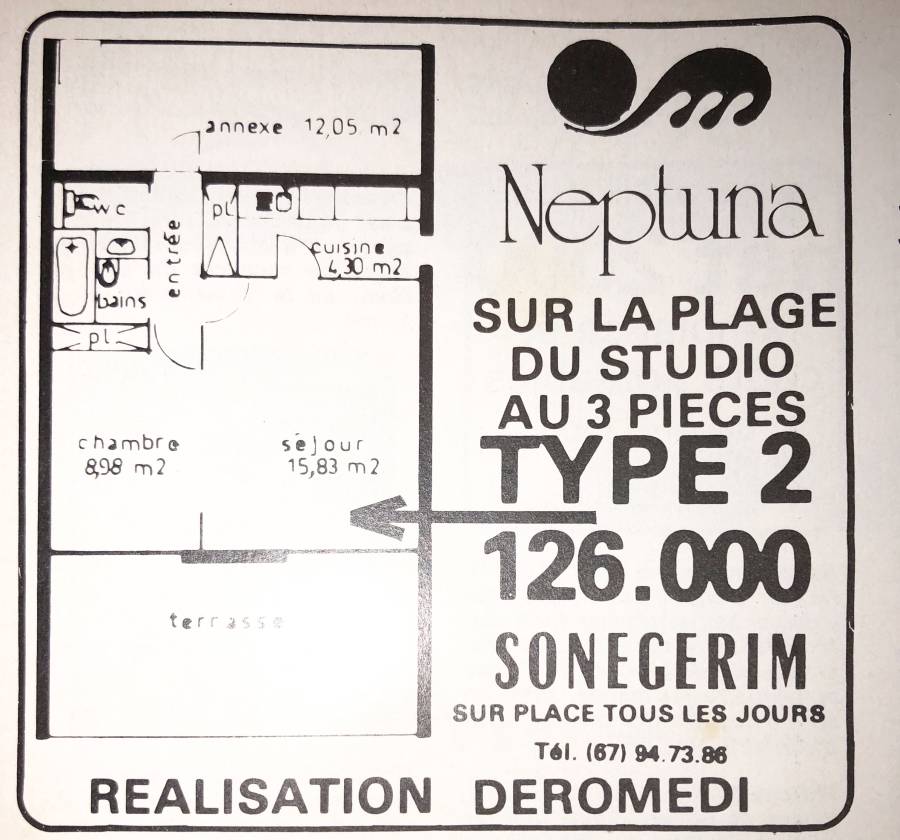 annexe 12,05 m2
wc
pl
entrée
cuisine
4,30 m2
bains
pl
chambre
8,98 m2
séjour
15,83 m2
terrasse
Neptuna
SUR LA PLAGE
DU STUDIO
AU 3 PIECES
TYPE 2
126.000
SONEGERIM
SUR PLACE TOUS LES JOURS
Tél. (67) 94.73.86
REALISATION DEROMEDI